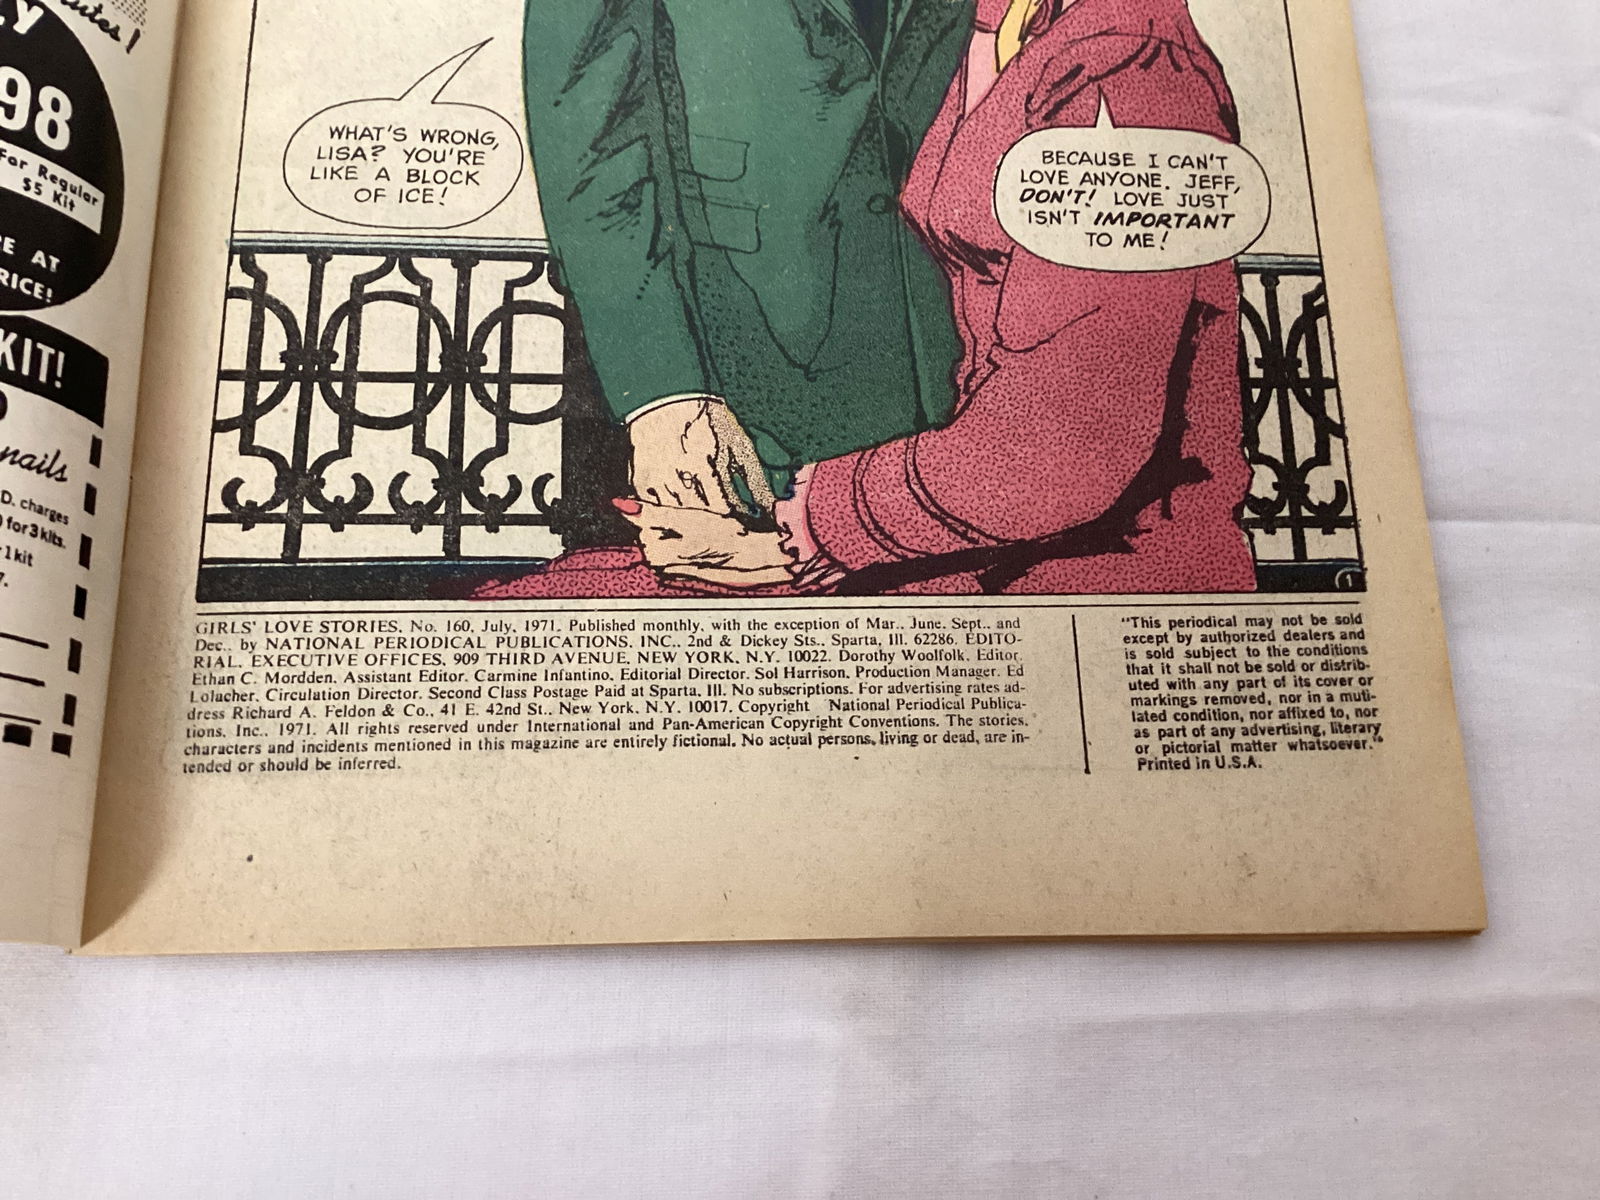 98
For Regular
$5 Kit
AT
KIT!
nails
charges
for 3 kits.
1 kit
WHAT'S WRONG,
LISA? YOU'RE
LIKE A BLOCK
OF ICE!
BECAUSE I CAN'T
LOVE ANYONE. JEFF,
DON'T! LOVE JUST
ISN'T IMPORTANT
TO ME!
1
GIRLS' LOVE STORIES, No. 160, July, 1971. Published monthly, with the exception of Mar., June, Sept., and
Dec., by NATIONAL PERIODICAL PUBLICATIONS, INC., 2nd & Dickey Sts., Sparta, Ill. 62286. EDITO-
RIAL, EXECUTIVE OFFICES, 909 THIRD AVENUE, NEW YORK, N.Y. 10022. Dorothy Woolfolk, Editor.
Ethan C. Mordden, Assistant Editor. Carmine Infantino, Editorial Director. Sol Harrison, Production Manager. Ed
Lolacher, Circulation Director. Second Class Postage Paid at Sparta, Ill. No subscriptions. For advertising rates ad-
dress Richard A. Feldon & Co., 41 E. 42nd St., New York, N.Y. 10017. Copyright National Periodical Publica-
tions, Inc., 1971. All rights reserved under International and Pan-American Copyright Conventions. The stories,
characters and incidents mentioned in this magazine are entirely fictional. No actual persons, living or dead, are in-
tended or should be inferred.
"This periodical may not be sold
except by authorized dealers and
is sold subject to the conditions
that it shall not be sold or distrib-
uted with any part of its cover or
markings removed, nor in a muti-
lated condition, nor affixed to, nor
as part of any advertising, literary
or pictorial matter whatsoever."
Printed in U.S.A.